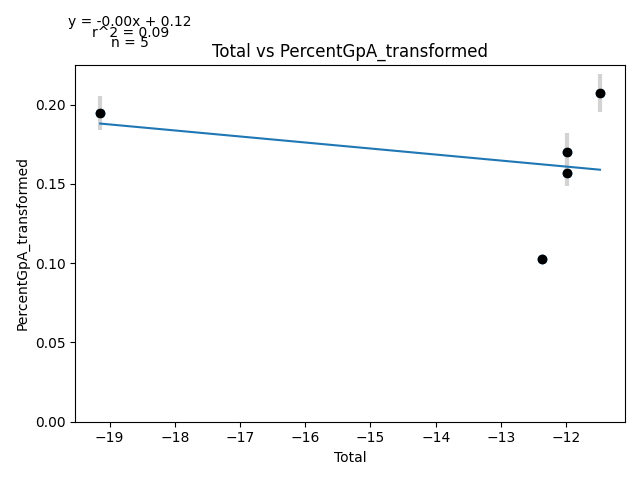 y = -0.00x + 0.12
r^2 = 0.09
n = 5
Total vs PercentGpA_transformed
PercentGpA_transformed
0.20
0.15
0.10
0.05
0.00
−19
−18
−17
−16
−15
−14
−13
−12
Total